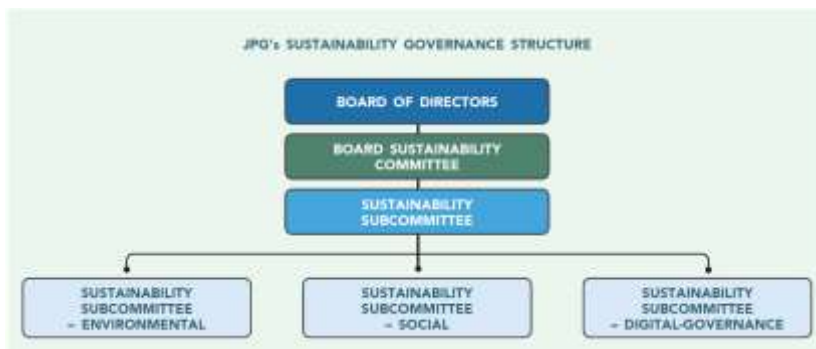 JPG's SUSTAINABILITY GOVERNANCE STRUCTURE
BOARD OF DIRECTORS
BOARD SUSTAINABILITY
COMMITTEE
SUSTAINABILITY
SUBCOMMITTEE
SUSTAINABILITY
SUBCOMMITTEE
– ENVIRONMENTAL
SUSTAINABILITY
SUBCOMMITTEE
– SOCIAL
SUSTAINABILITY
SUBCOMMITTEE
– DIGITAL-GOVERNANCE